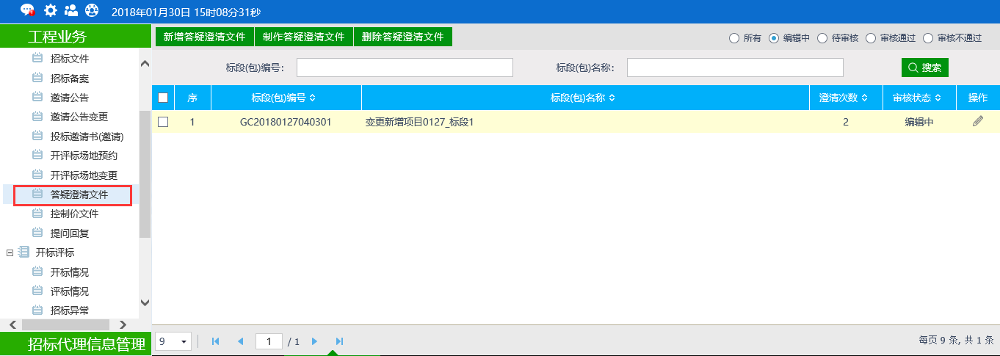 2018年01月30日 15时08分31秒
工程业务
招标文件
招标备案
邀请公告
邀请公告变更
投标邀请书(邀请)
开评标场地预约
开评标场地变更
答疑澄清文件
控制价文件
提问回复
开标评标
开标情况
评标情况
招标异常
招标代理信息管理
新增答疑澄清文件 制作答疑澄清文件 删除答疑澄清文件 所有 编辑中 待审核 审核通过 审核不通过
标段(包)编号: 标段(包)名称: 搜索
序 标段(包)编号 标段(包)名称 澄清次数 审核状态 操作
1 GC20180127040301 变更新增项目0127_标段1 2 编辑中
9 1 / 1 每页 9 条, 共 1 条